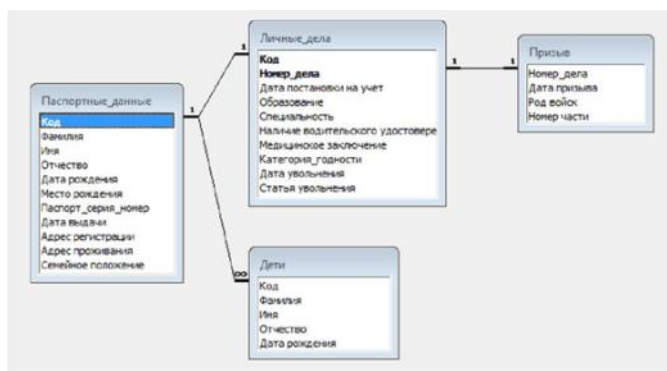 Паспортные_данные
Код
Фамилия
Имя
Отчество
Дата рождения
Место рождения
Паспорт_серия_номер
Дата выдачи
Адрес регистрации
Адрес проживания
Семейное положение
1
1
∞
Личные_дела
Код
Номер_дела
Дата постановки на учет
Образование
Специальность
Наличие водительского удостовере
Медицинское заключение
Категория_годности
Дата увольнения
Статья увольнения
1
1
Призыв
Номер_дела
Дата призыва
Род войск
Номер части
Дети
Код
Фамилия
Имя
Отчество
Дата рождения